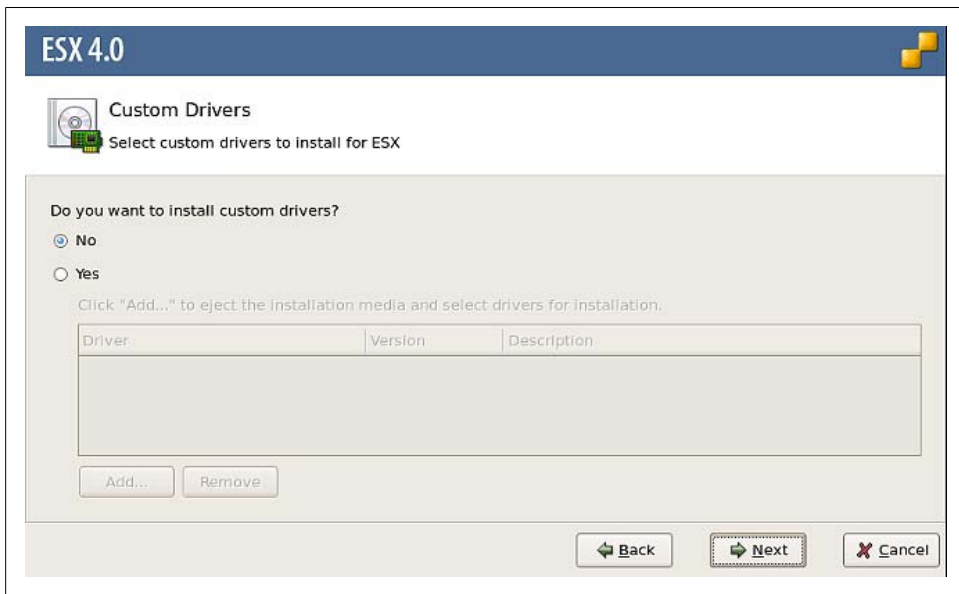 ESX 4.0
Custom Drivers
Select custom drivers to install for ESX
Do you want to install custom drivers?
No
Yes
Click "Add..." to eject the installation media and select drivers for installation.
Driver Version Description
Add... Remove
Back Next Cancel